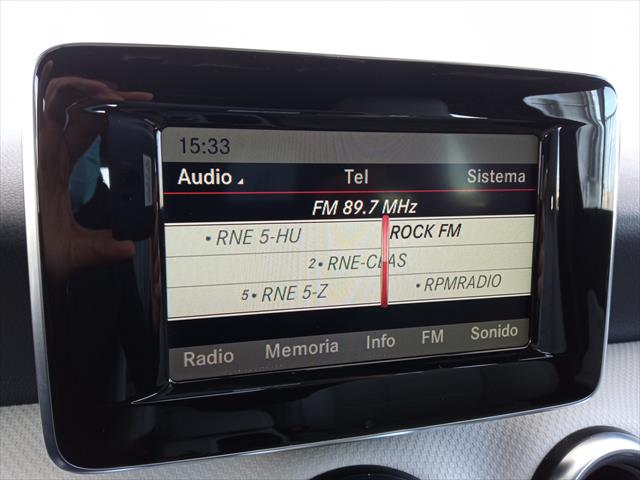 15:33
Audio Tel Sistema
FM 89.7 MHz
• RNE 5-HU ROCK FM
2• RNE-CLAS
5• RNE 5-Z • RPMRADIO
Radio Memoria Info FM Sonido